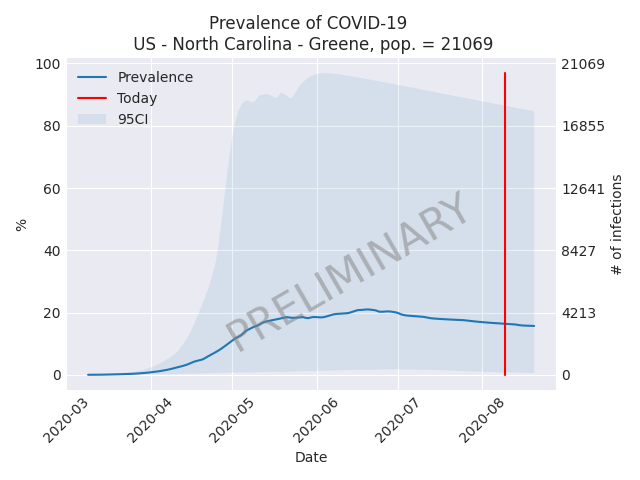 Prevalence of COVID-19
US - North Carolina - Greene, pop. = 21069
100
80
60
40
20
0
%
Prevalence
Today
95CI
PRELIMINARY
21069
16855
12641
8427
4213
0
# of infections
2020-03
2020-04
2020-05
2020-06
2020-07
2020-08
Date